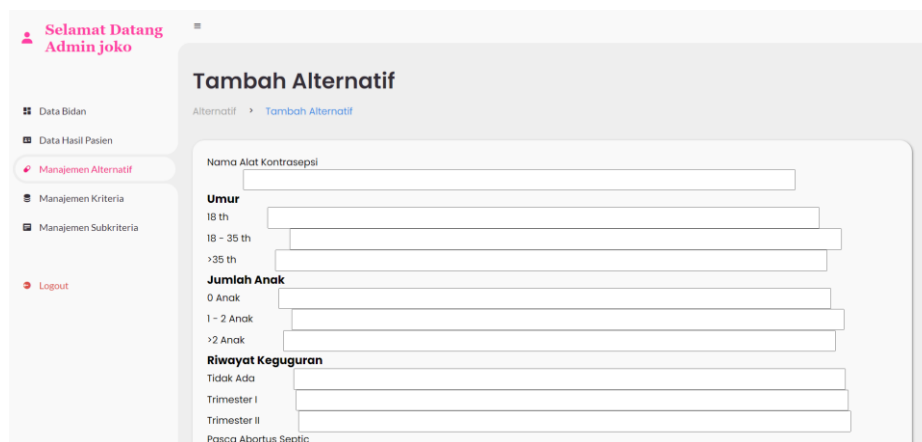 Selamat Datang
Admin joko
Data Bidan
Data Hasil Pasien
Manajemen Alternatif
Manajemen Kriteria
Manajemen Subkriteria
Logout
Tambah Alternatif
Alternatif > Tambah Alternatif
Nama Alat Kontrasepsi
Umur
18 th
18 - 35 th
>35 th
Jumlah Anak
0 Anak
1 - 2 Anak
>2 Anak
Riwayat Keguguran
Tidak Ada
Trimester I
Trimester II
Pasca Abortus Septic